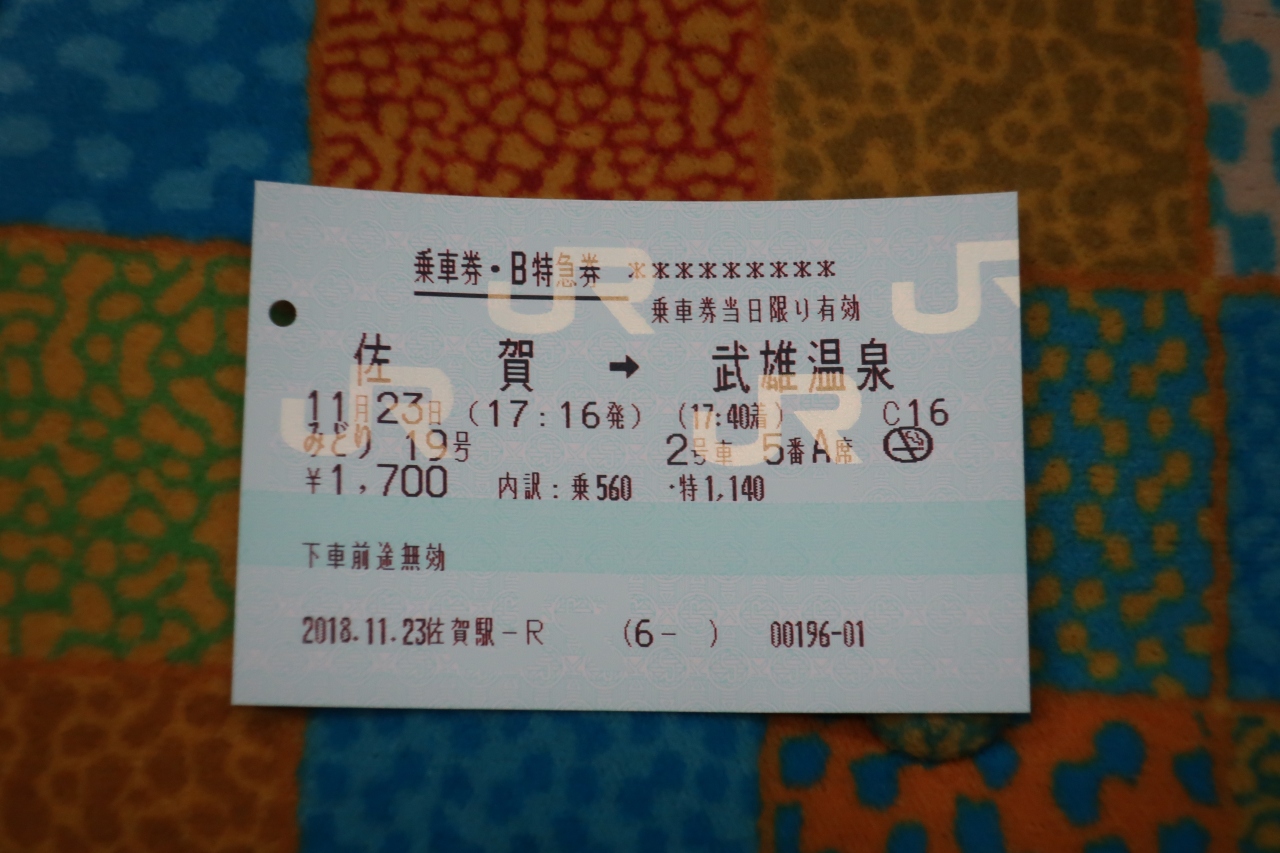 乗車券・B特急券 *********
乗車券当日限り有効
佐 賀 ➡ 武雄温泉
11月23日 (17:16発) (17:40着) C16
みどり 19号 2号車 5番A席
¥1,700 内訳:乗560 ・特1,140
下車前途無効
2018.11.23佐賀駅-R (6- ) 00196-01
JR JR JR JR